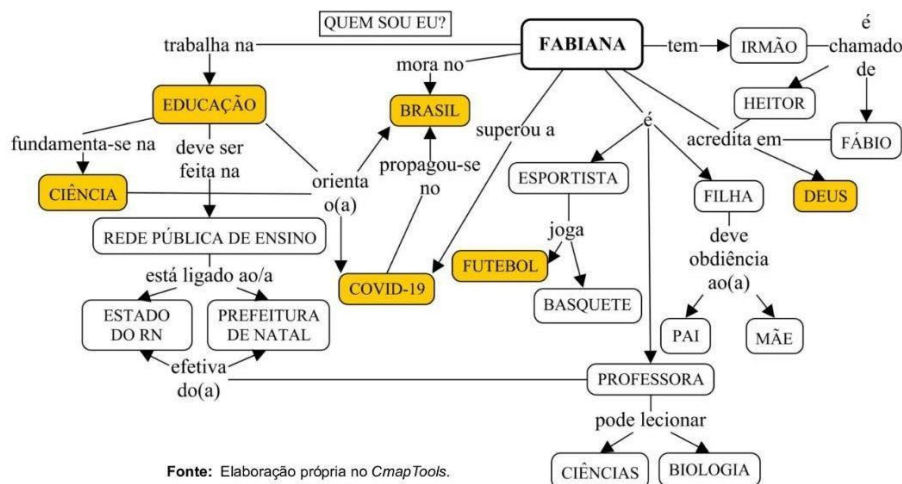 QUEM SOU EU?
FABIANA
tem
IRMÃO
é
chamado
de
trabalha na
mora no
HEITOR
EDUCAÇÃO
BRASIL
superou a
é
acredita em
FÁBIO
fundamenta-se na
deve ser
feita na
orienta
o(a)
propagou-se
no
ESPORTISTA
FILHA
DEUS
CIÊNCIA
REDE PÚBLICA DE ENSINO
joga
deve
obdiência
ao(a)
está ligado ao/a
COVID-19
FUTEBOL
BASQUETE
ESTADO
DO RN
PREFEITURA
DE NATAL
PAI
MÃE
efetiva
do(a)
PROFESSORA
pode lecionar
CIÊNCIAS
BIOLOGIA
Fonte: Elaboração própria no CmapTools.